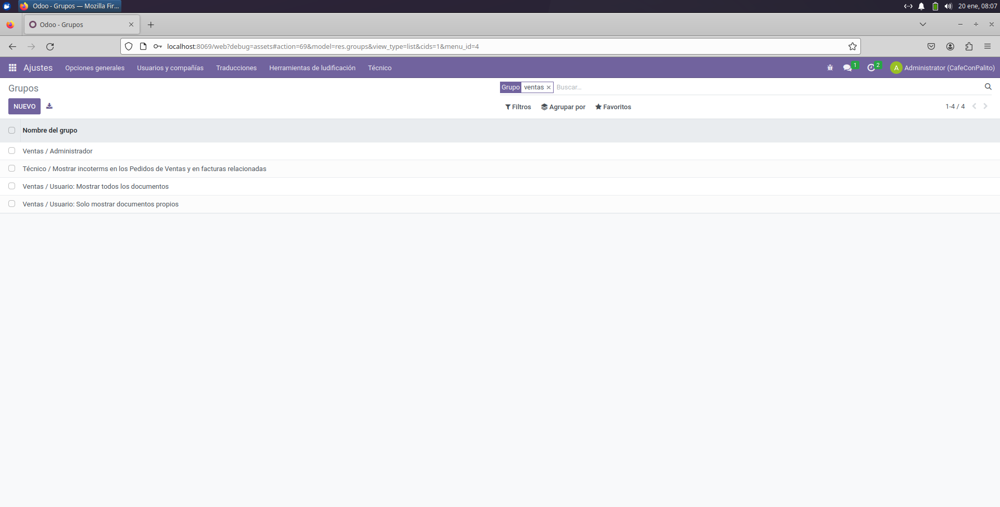 Odoo - Grupos — Mozilla Fir...
20 ene, 08:07
Odoo - Grupos
localhost:8069/web?debug=assets#action=69&model=res.groups&view_type=list&cids=1&menu_id=4
Ajustes Opciones generales Usuarios y compañías Traducciones Herramientas de ludificación Técnico 1 2 A Administrator (CafeConPalito)
Grupos
Grupo ventas Buscar...
NUEVO
Filtros Agrupar por Favoritos 1-4 / 4
Nombre del grupo
Ventas / Administrador
Técnico / Mostrar incoterms en los Pedidos de Ventas y en facturas relacionadas
Ventas / Usuario: Mostrar todos los documentos
Ventas / Usuario: Solo mostrar documentos propios